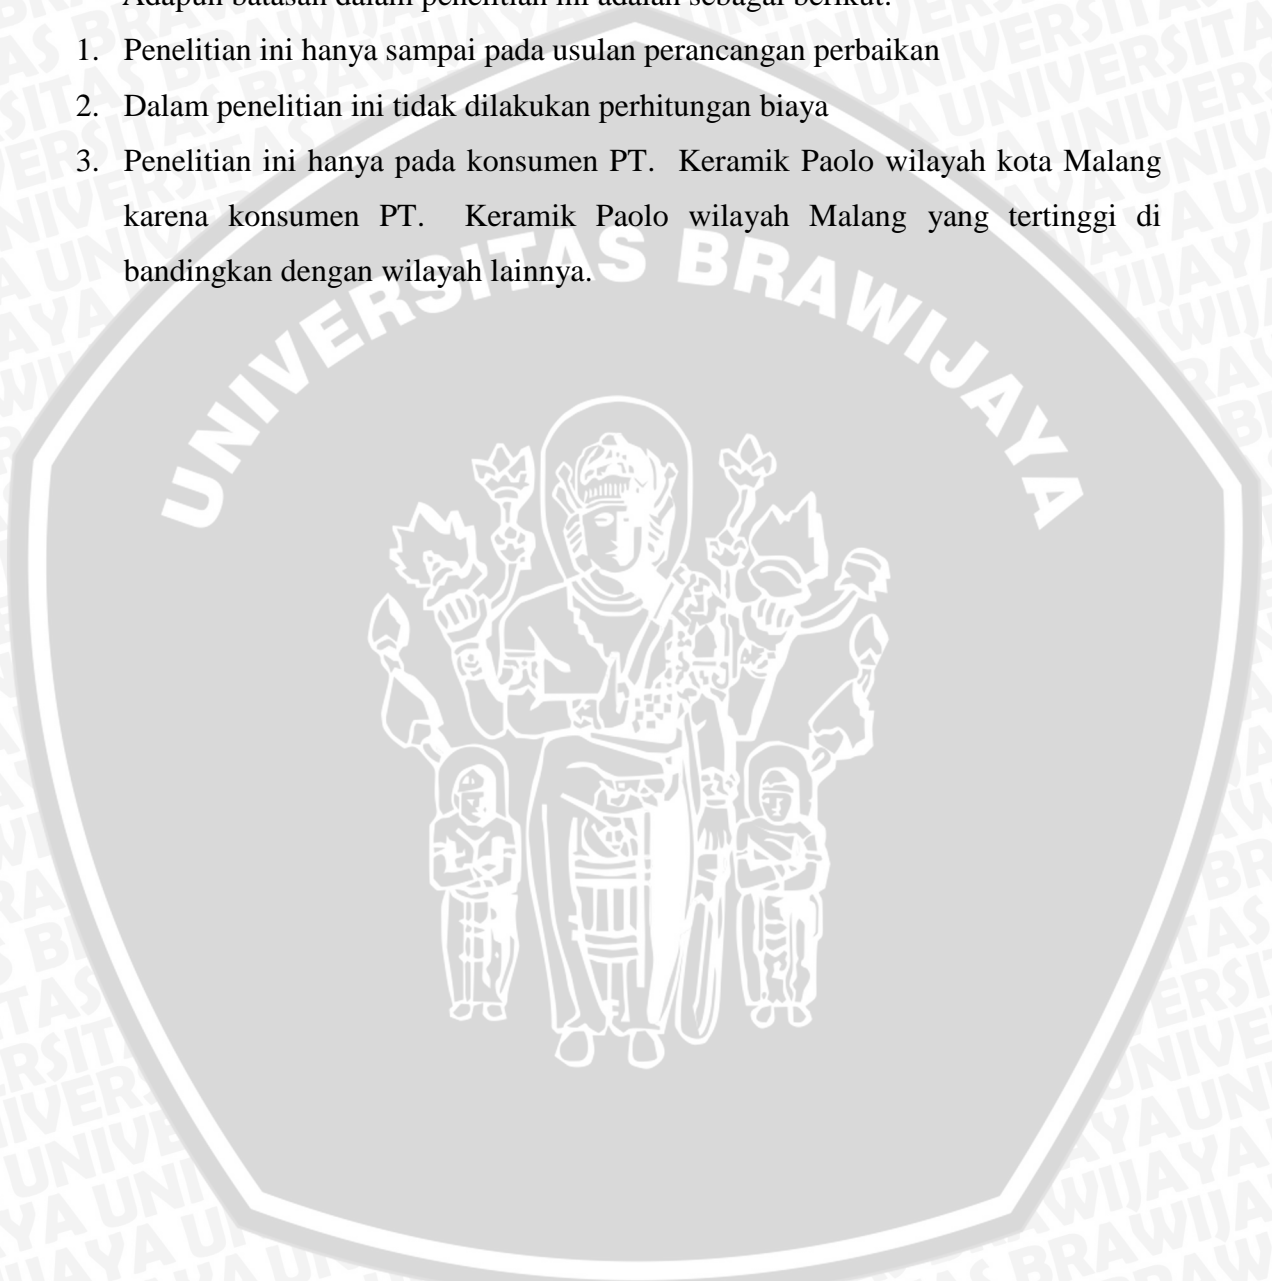 Adapun batasan dalam penelitian ini adalah sebagai berikut:
1. Penelitian ini hanya sampai pada usulan perancangan perbaikan
2. Dalam penelitian ini tidak dilakukan perhitungan biaya
3. Penelitian ini hanya pada konsumen PT. Keramik Paolo wilayah kota Malang
karena konsumen PT. Keramik Paolo wilayah Malang yang tertinggi di
bandingkan dengan wilayah lainnya.
UNIVERSITAS BRAWIJAYA